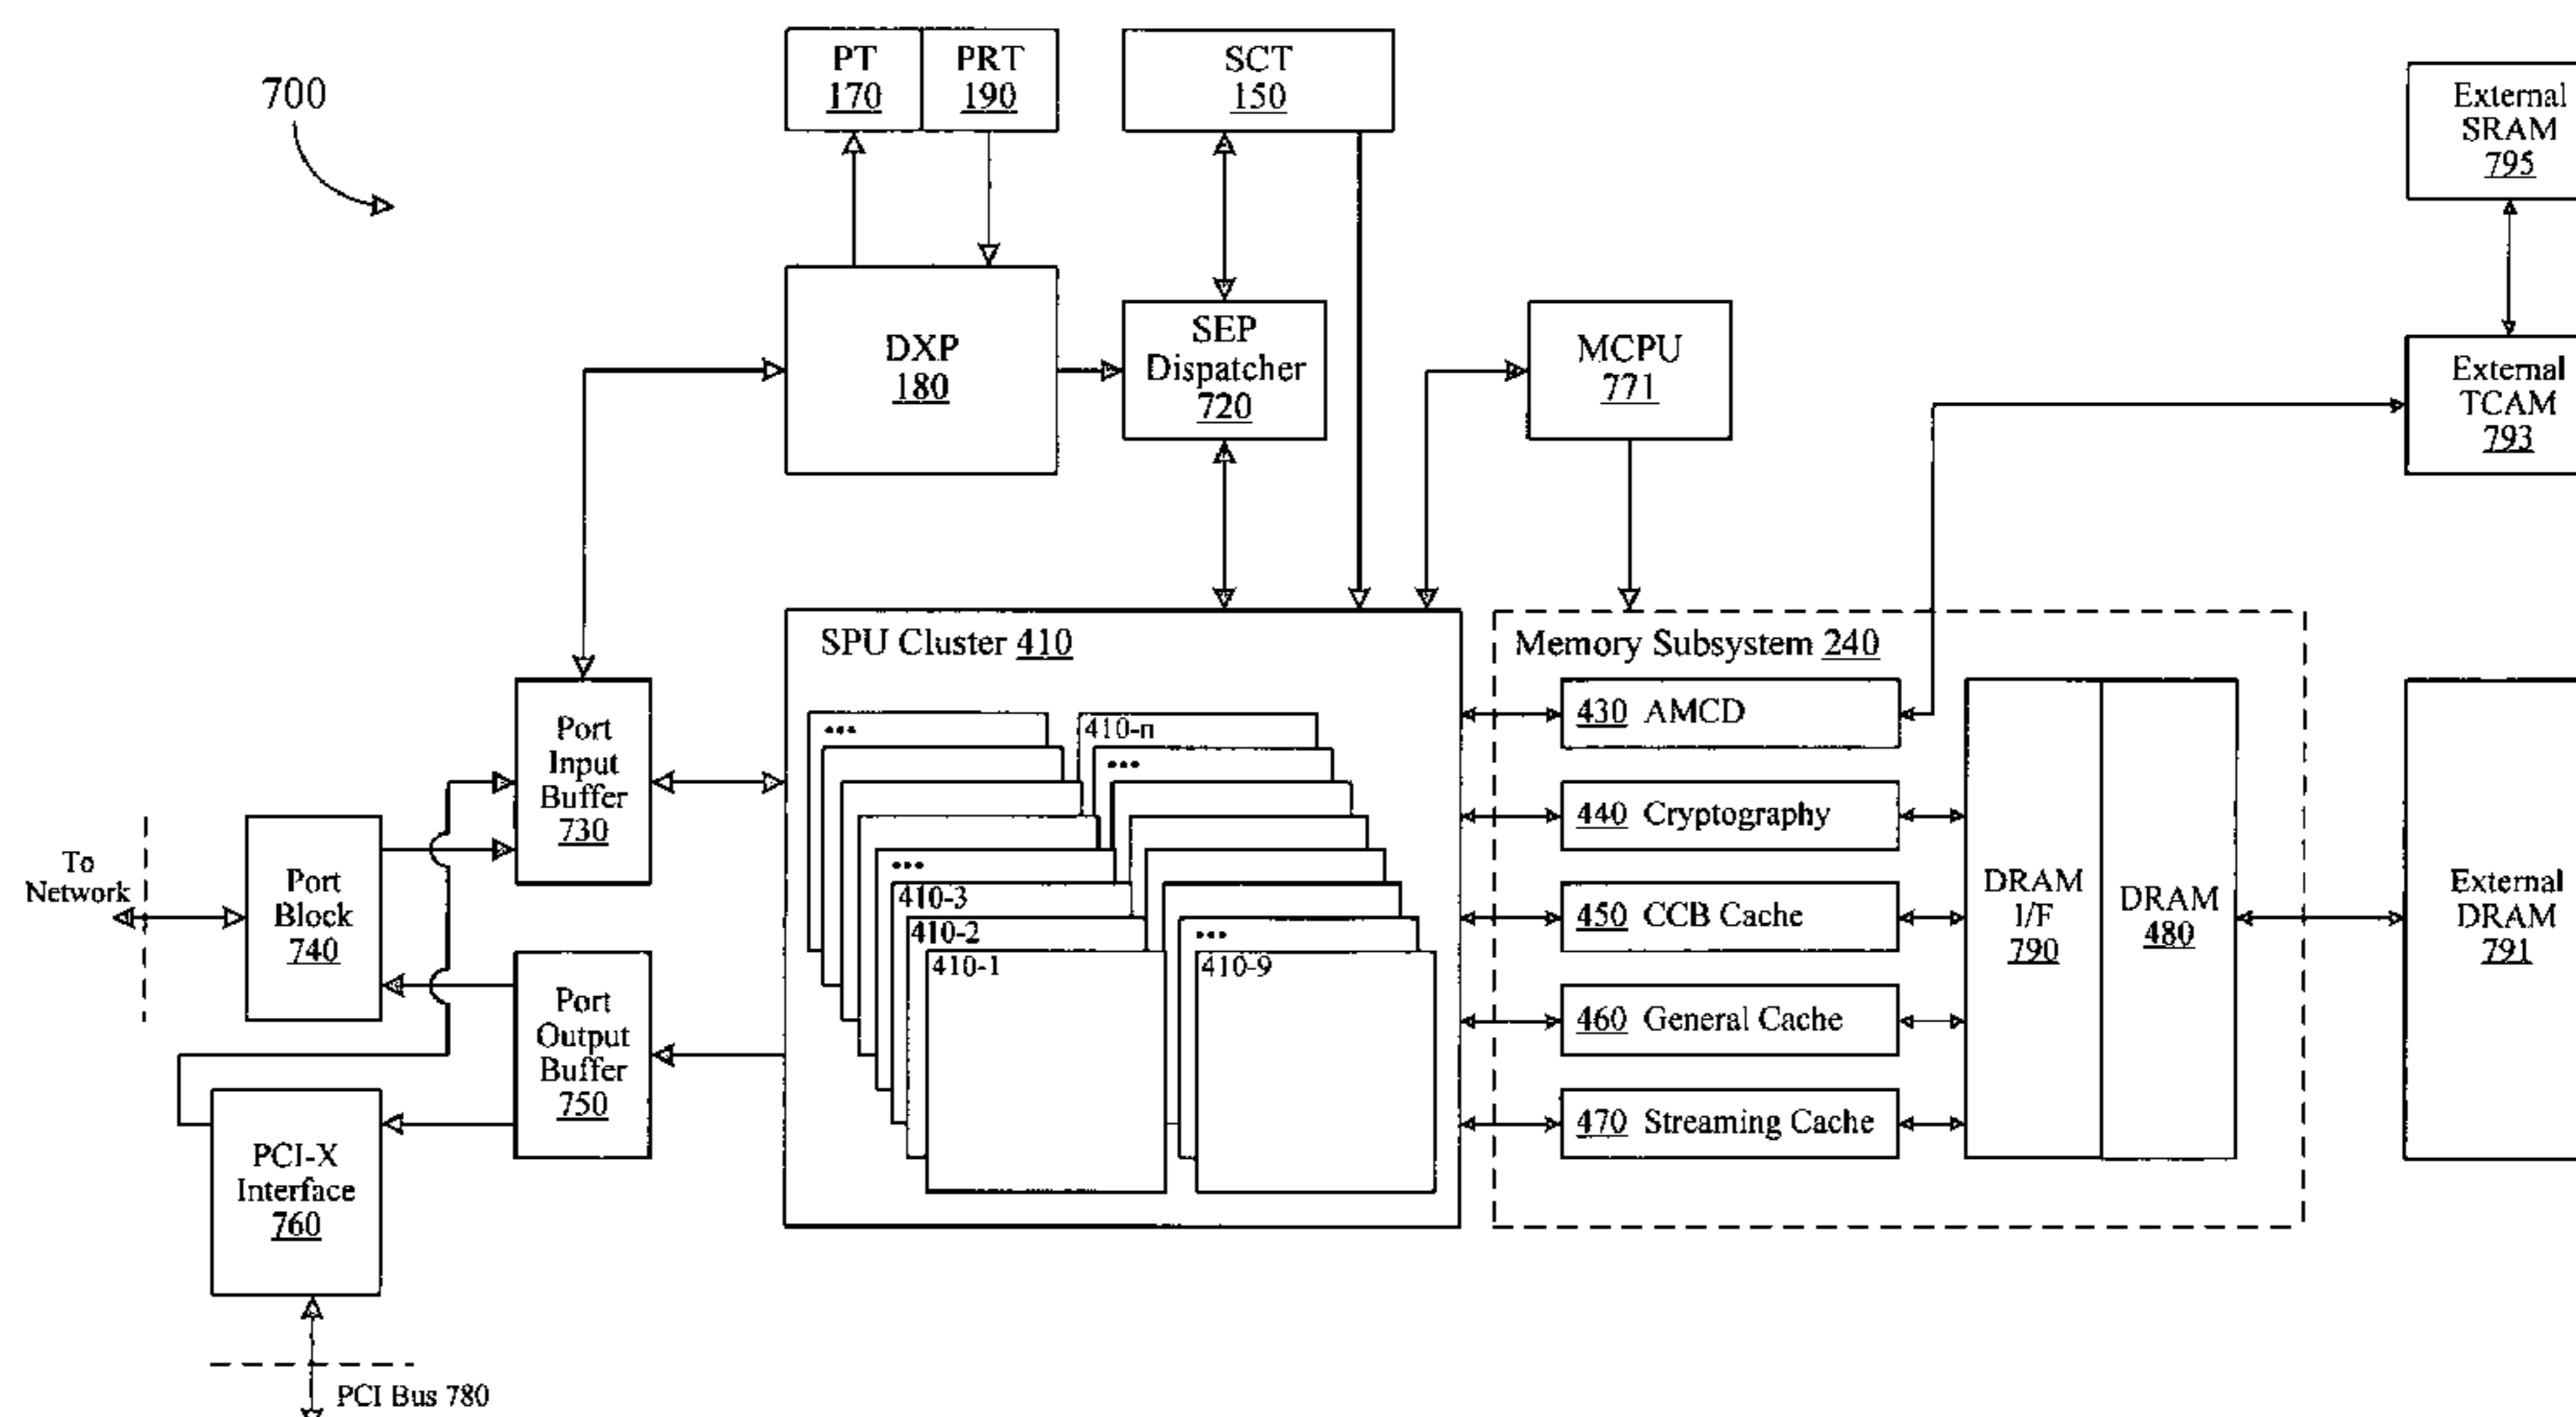 700
PT
170
PRT
190
SCT
150
External
SRAM
795
DXP
180
SEP
Dispatcher
720
MCPU
771
External
TCAM
793
SPU Cluster 410
•••
410-n
•••
•••
410-3
410-2
410-1
•••
410-9
Memory Subsystem 240
430 AMCD
440 Cryptography
450 CCB Cache
460 General Cache
470 Streaming Cache
DRAM
I/F
790
DRAM
480
External
DRAM
791
Port
Input
Buffer
730
To
Network
Port
Block
740
Port
Output
Buffer
750
PCI-X
Interface
760
PCI Bus 780